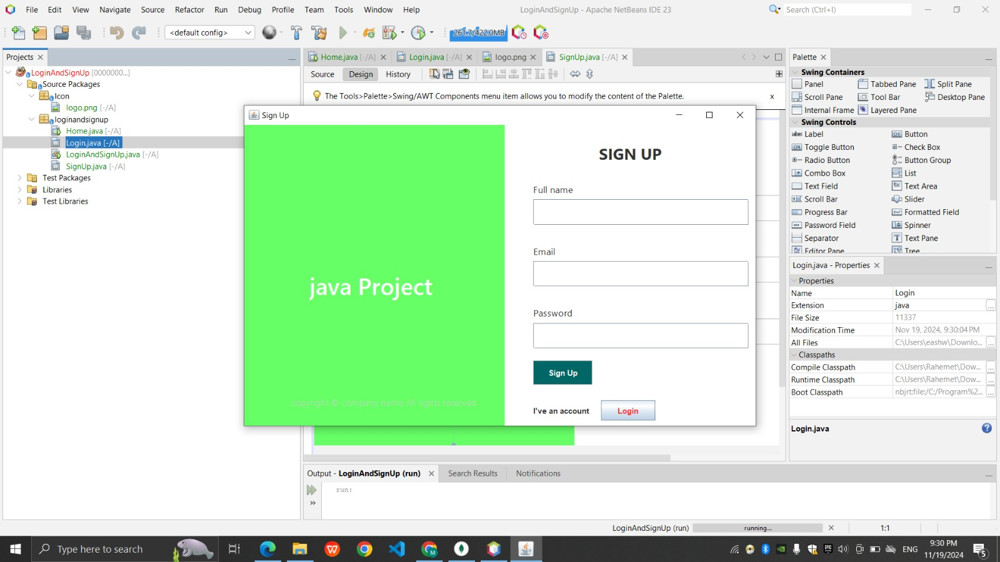 File Edit View Navigate Source Refactor Run Debug Profile Team Tools Window Help
LoginAndSignUp - Apache NetBeans IDE 23
Search (Ctrl+I)
<default config>
261.7/422.0MB
Projects
LoginAndSignUp [0000000...]
Source Packages
Icon
logo.png [-/A]
loginandsignup
Home.java [-/A]
Login.java [-/A]
LoginAndSignUp.java [-/A]
SignUp.java [-/A]
Test Packages
Libraries
Test Libraries
Home.java [-/A] Login.java [-/A] logo.png SignUp.java [-/A]
Source Design History
The Tools>Palette>Swing/AWT Components menu item allows you to modify the content of the Palette. x
Sign Up
java Project
copyright © company name All rights reserved
SIGN UP
Full name
Email
Password
Sign Up
I've an account Login
Palette
Swing Containers
Panel Tabbed Pane Split Pane
Scroll Pane Tool Bar Desktop Pane
Internal Frame Layered Pane
Swing Controls
Label Button
Toggle Button Check Box
Radio Button Button Group
Combo Box List
Text Field Text Area
Scroll Bar Slider
Progress Bar Formatted Field
Password Field Spinner
Separator Text Pane
Editor Pane Tree
Login.java - Properties
Properties
Name Login
Extension java ...
File Size 11337
Modification Time Nov 19, 2024, 9:30:04 PM
All Files C:\Users\eashw\Downlo... ...
Classpaths
Compile Classpath C:\Users\Rahemet\Dow... ...
Runtime Classpath C:\Users\Rahemet\Dow... ...
Boot Classpath nbjrt:file:/C:/Program%2... ...
Login.java
Output - LoginAndSignUp (run) Search Results Notifications
run:
LoginAndSignUp (run) running... 1:1
Type here to search
ENG
9:30 PM
11/19/2024
5